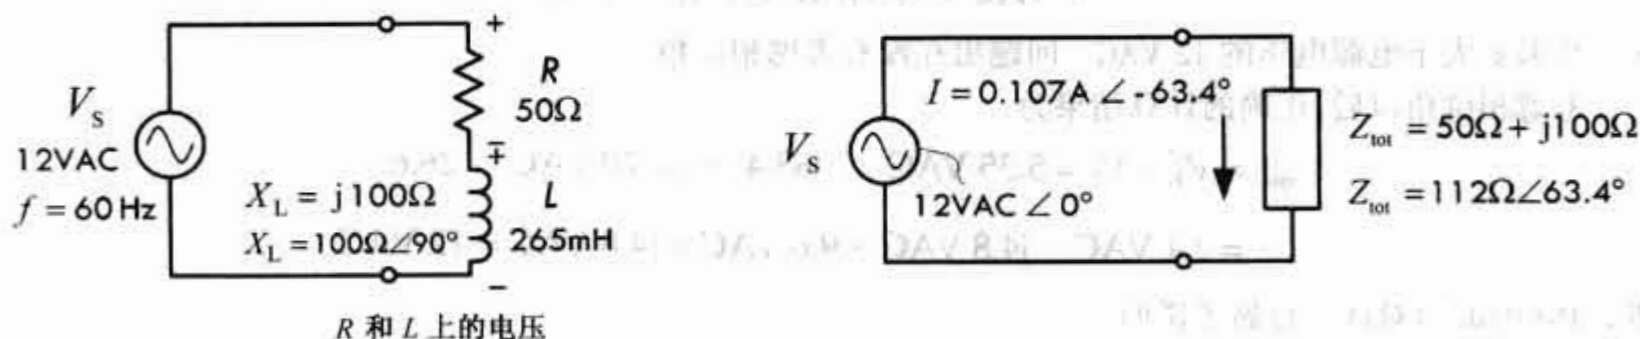 V_S
12VAC
f = 60 Hz
+
R
50Ω
−
+
X_L = j100Ω
X_L = 100Ω∠90°
L
265mH
−
R 和 L 上的电压
V_S
12VAC ∠0°
I = 0.107A ∠-63.4°
Z_tot = 50Ω + j100Ω
Z_tot = 112Ω∠63.4°